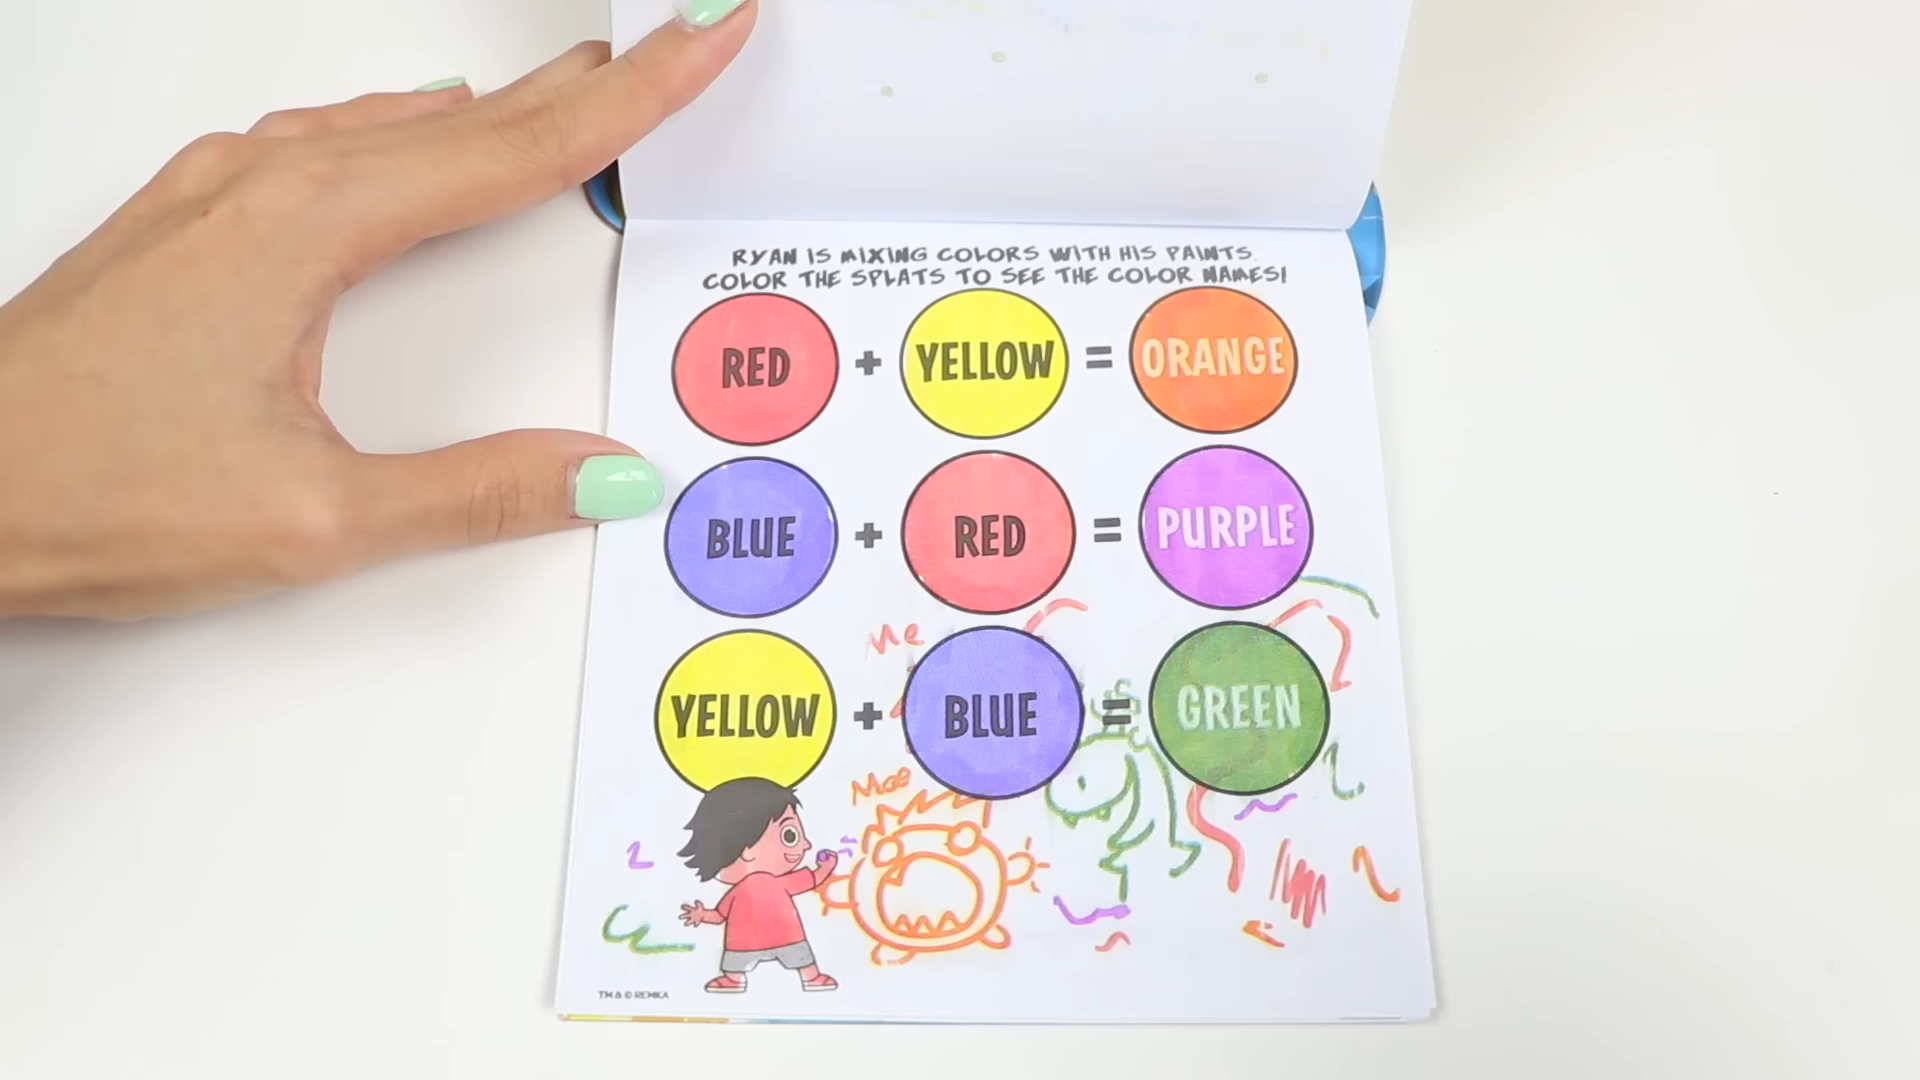 RYAN IS MIXING COLORS WITH HIS PAINTS.
COLOR THE SPLATS TO SEE THE COLOR NAMES!
RED + YELLOW = ORANGE
BLUE + RED = PURPLE
Me
YELLOW + BLUE = GREEN
Moe
TM & © REMKA